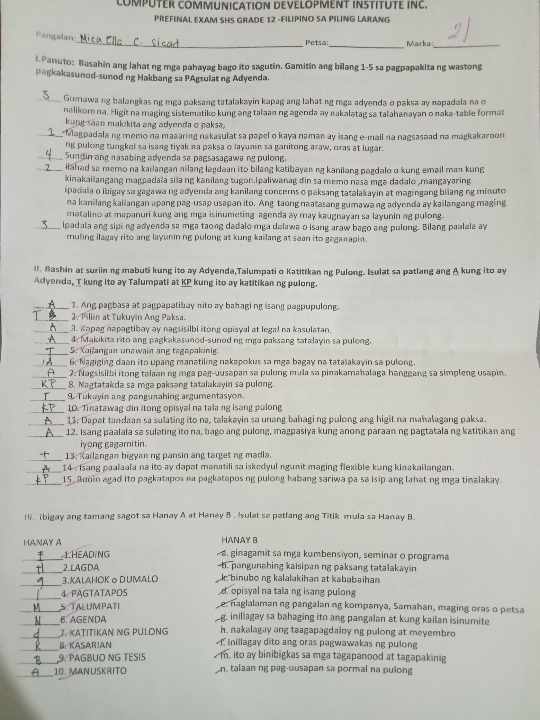 COMPUTER COMMUNICATION DEVELOPMENT INSTITUTE INC.
PREFINAL EXAM SHS GRADE 12 -FILIPINO SA PILING LARANG
Pangalan: Mica Ella C. Sicad Petsa: Marka: 21
I.Panuto: Basahin ang lahat ng mga pahayag bago ito sagutin. Gamitin ang bilang 1-5 sa pagpapakita ng wastong
pagkakasunod-sunod ng Hakbang sa PAgsulat ng Adyenda.
3 Gumawa ng balangkas ng mga paksang tatalakayin kapag ang lahat ng mga adyenda o paksa ay napadala na o
nalikom na. Higit na maging sistematiko kung ang talaan ng agenda ay nakalatag sa talahanayan o naka-table format
kung saan makikita ang adyenda o paksa,
1 Magpadala ng memo na maaaring nakasulat sa papel o kaya naman ay isang e-mail na nagsasaad na magkakaroon
ng pulong tungkol sa isang tiyak na paksa o layunin sa ganitong araw, oras at lugar.
4 Sundin ang nasabing adyenda sa pagsasagawa ng pulong.
2 Ilahad sa memo na kailangan nilang lagdaan ito bilang katibayan ng kanilang pagdalo o kung email man kung
kinakailangang magpadala sila ng kanilang tugon.Ipaliwanag din sa memo nasa mga dadalo ,mangayaring
ipadala o ibigay sa gagawa ng adyenda ang kanilang concerns o paksang tatalakayin at magingang bilang ng minuto
na kanilang kailangan upang pag-usap usapan ito. Ang taong naatasang gumawa ng adyenda ay kailangang maging
matalino at mapanuri kung ang mga isinumeting agenda ay may kaugnayan sa layunin ng pulong.
5 Ipadala ang sipi ng adyenda sa mga taong dadalo mga dalawa o isang araw bago ang pulong. Bilang paalala ay
muling ilagay rito ang layunin ng pulong at kung kailang at saan ito gaganapin.
II. Bashin at suriin ng mabuti kung ito ay Adyenda,Talumpati o Katitikan ng Pulong. Isulat sa patlang ang A kung ito ay
Adyenda, T kung ito ay Talumpati at KP kung ito ay katitikan ng pulong.
A 1. Ang pagbasa at pagpapatibay nito ay bahagi ng isang pagpupulong.
T 2. Pillin at Tukuyin Ang Paksa.
A 3. Kapag napagtibay ay nagsisilbi itong opisyal at legal na kasulatan.
A 4. Makikita rito ang pagkakasunod-sunod ng mga paksang tatalayin sa pulong.
T 5. Kailangan unawain ang tagapakinig.
A 6. Nagiging daan ito upang manatiling nakapokus sa mga bagay na tatalakayin sa pulong.
A 7. Nagsisilbi itong talaan ng mga pag-uusapan sa pulong mula sa pinakamahalaga hanggang sa simpleng usapin.
KP 8. Nagtatakda sa mga paksang tatalakayin sa pulong.
T 9. Tukuyin ang pangunahing argumentasyon.
KP 10. Tinatawag din itong opisyal na tala ng isang pulong
A 11. Dapat tandaan sa sulating ito na, talakayin sa unang bahagi ng pulong ang higit na mahalagang paksa.
A 12. Isang paalala sa sulating ito na, bago ang pulong, magpasiya kung anong paraan ng pagtatala ng katitikan ang
iyong gagamitin.
T 13. Kailangan bigyan ng pansin ang target ng madla.
A 14. Isang paalaala na ito ay dapat manatili sa iskedyul ngunit maging flexible kung kinakailangan.
KP 15. Buoin agad ito pagkatapos na pagkatapos ng pulong habang sariwa pa sa isip ang lahat ng mga tinalakay.
III. Ibigay ang tamang sagot sa Hanay A at Hanay B . Isulat sa patlang ang Titik mula sa Hanay B.
HANAY A HANAY B
1.HEADING a. ginagamit sa mga kumbensiyon, seminar o programa
H 2.LAGDA b. pangunahing kaisipan ng paksang tatalakayin
g 3.KALAHOK o DUMALO k. binubo ng kalalakihan at kababaihan
4. PAGTATAPOS d. opisyal na tala ng isang pulong
M 5. TALUMPATI e. naglalaman ng pangalan ng kompanya, Samahan, maging oras o petsa
N 6. AGENDA g. inillagay sa bahaging ito ang pangalan at kung kailan isinumite
d 7. KATITIKAN NG PULONG h. nakalagay ang taagapagdaloy ng pulong at meyembro
K 8. KASARIAN inillagay dito ang oras pagwawakas ng pulong
B 9. PAGBUO NG TESIS m. ito ay binibigkas sa mga tagapanood at tagapakinig
A 10. MANUSKRITO n. talaan ng pag-uusapan sa pormal na pulong